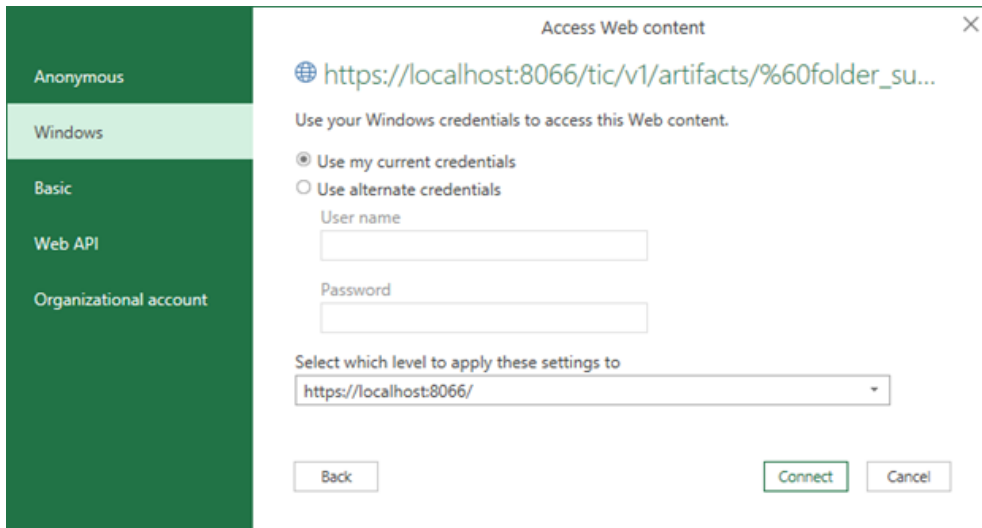 Access Web content
Anonymous
Windows
Basic
Web API
Organizational account
https://localhost:8066/tic/v1/artifacts/%60folder_su...
Use your Windows credentials to access this Web content.
Use my current credentials
Use alternate credentials
User name
Password
Select which level to apply these settings to
https://localhost:8066/
Back
Connect
Cancel